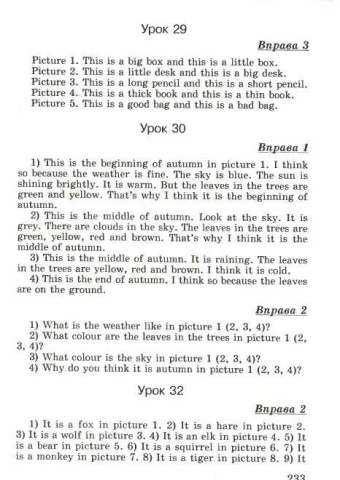 Урок 29
Вправа 3
Picture 1. This is a big box and this is a little box.
Picture 2. This is a little desk and this is a big desk.
Picture 3. This is a long pencil and this is a short pencil.
Picture 4. This is a thick book and this is a thin book.
Picture 5. This is a good bag and this is a bad bag.
Урок 30
Вправа 1
1) This is the beginning of autumn in picture 1. I think
so because the weather is fine. The sky is blue. The sun is
shining brightly. It is warm. But the leaves in the trees are
green and yellow. That's why I think it is the beginning of
autumn.
2) This is the middle of autumn. Look at the sky. It is
grey. There are clouds in the sky. The leaves in the trees are
green, yellow, red and brown. That's why I think it is the
middle of autumn.
3) This is the middle of autumn. It is raining. The leaves
in the trees are yellow, red and brown. I think it is cold.
4) This is the end of autumn. I think so because the leaves
are on the ground.
Вправа 2
1) What is the weather like in picture 1 (2, 3, 4)?
2) What colour are the leaves in the trees in picture 1 (2,
3, 4)?
3) What colour is the sky in picture 1 (2, 3, 4)?
4) Why do you think it is autumn in picture 1 (2, 3, 4)?
Урок 32
Вправа 2
1) It is a fox in picture 1. 2) It is a hare in picture 2.
3) It is a wolf in picture 3. 4) It is an elk in picture 4. 5) It
is a bear in picture 5. 6) It is a squirrel in picture 6. 7) It
is a monkey in picture 7. 8) It is a tiger in picture 8. 9) It
233